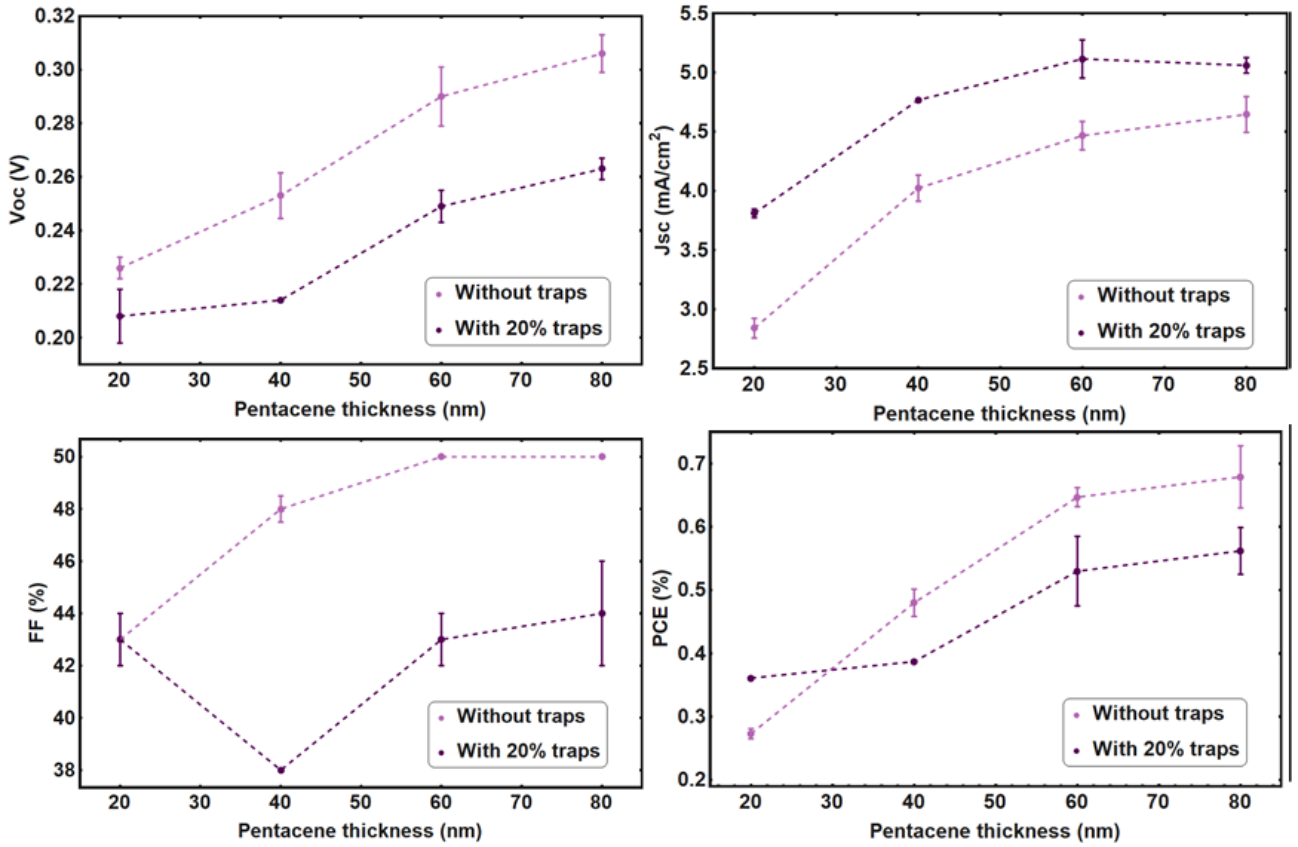 0.32
0.30
0.28
0.26
0.24
0.22
0.20
Voc (V)
Without traps
With 20% traps
20 30 40 50 60 70 80
Pentacene thickness (nm)
5.5
5.0
4.5
4.0
3.5
3.0
2.5
Jsc (mA/cm²)
Without traps
With 20% traps
20 30 40 50 60 70 80
Pentacene thickness (nm)
50
48
46
44
42
40
38
FF (%)
Without traps
With 20% traps
20 30 40 50 60 70 80
Pentacene thickness (nm)
0.7
0.6
0.5
0.4
0.3
0.2
PCE (%)
Without traps
With 20% traps
20 30 40 50 60 70 80
Pentacene thickness (nm)